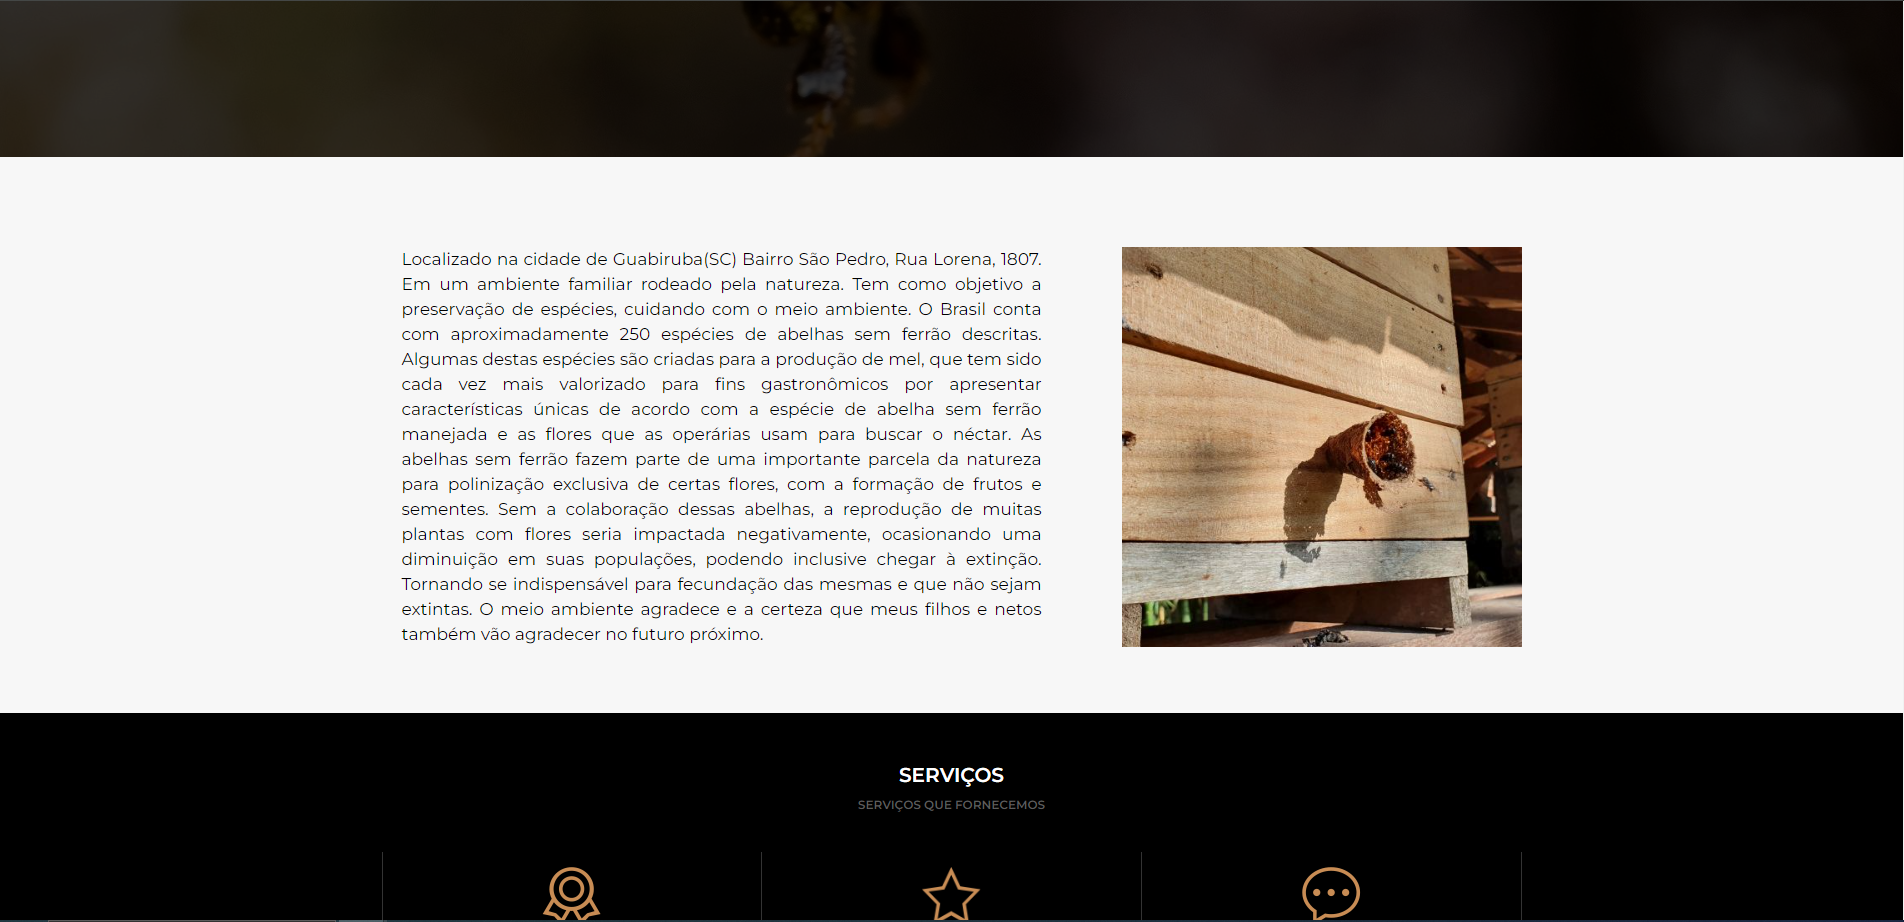 Localizado na cidade de Guabiruba(SC) Bairro São Pedro, Rua Lorena, 1807.
Em um ambiente familiar rodeado pela natureza. Tem como objetivo a
preservação de espécies, cuidando com o meio ambiente. O Brasil conta
com aproximadamente 250 espécies de abelhas sem ferrão descritas.
Algumas destas espécies são criadas para a produção de mel, que tem sido
cada vez mais valorizado para fins gastronômicos por apresentar
características únicas de acordo com a espécie de abelha sem ferrão
manejada e as flores que as operárias usam para buscar o néctar. As
abelhas sem ferrão fazem parte de uma importante parcela da natureza
para polinização exclusiva de certas flores, com a formação de frutos e
sementes. Sem a colaboração dessas abelhas, a reprodução de muitas
plantas com flores seria impactada negativamente, ocasionando uma
diminuição em suas populações, podendo inclusive chegar à extinção.
Tornando se indispensável para fecundação das mesmas e que não sejam
extintas. O meio ambiente agradece e a certeza que meus filhos e netos
também vão agradecer no futuro próximo.
SERVIÇOS
SERVIÇOS QUE FORNECEMOS